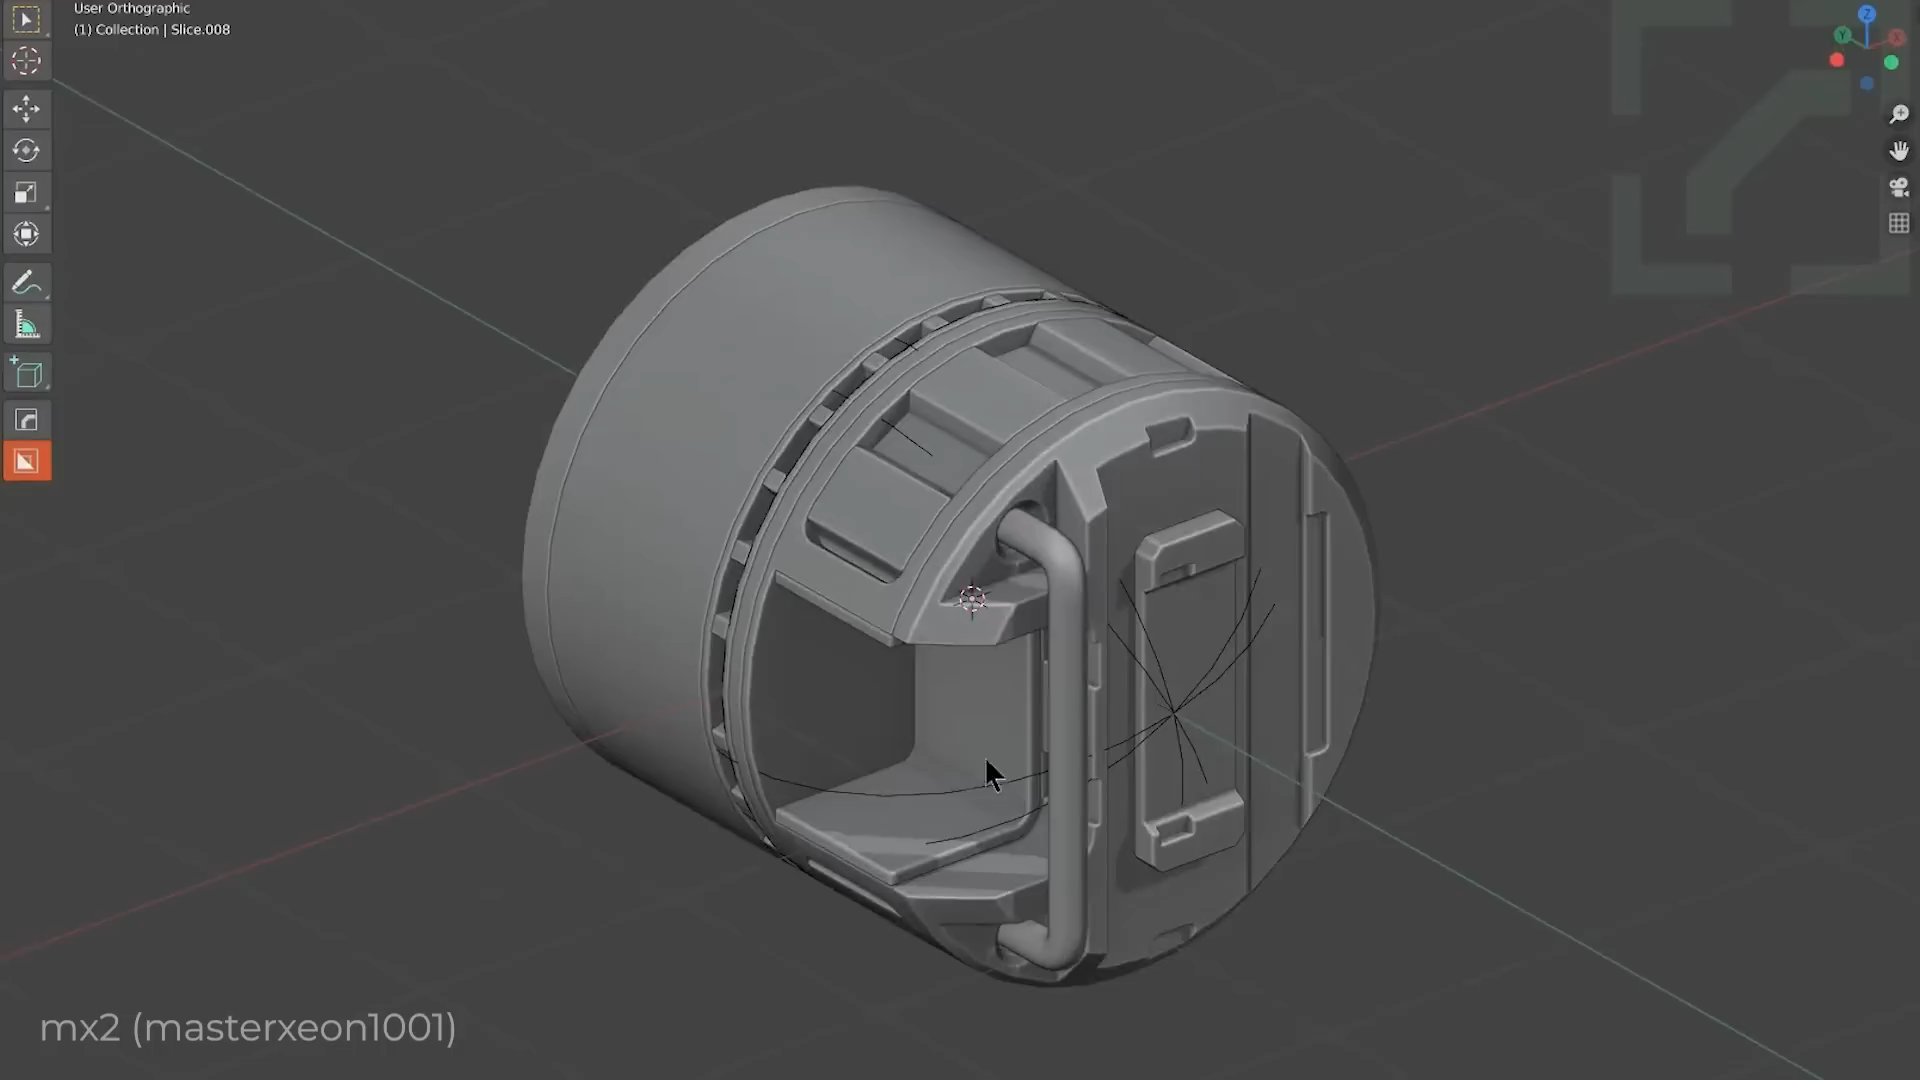 User Orthographic
(1) Collection | Slice.008
Z
Y
X
mx2 (masterxeon1001)